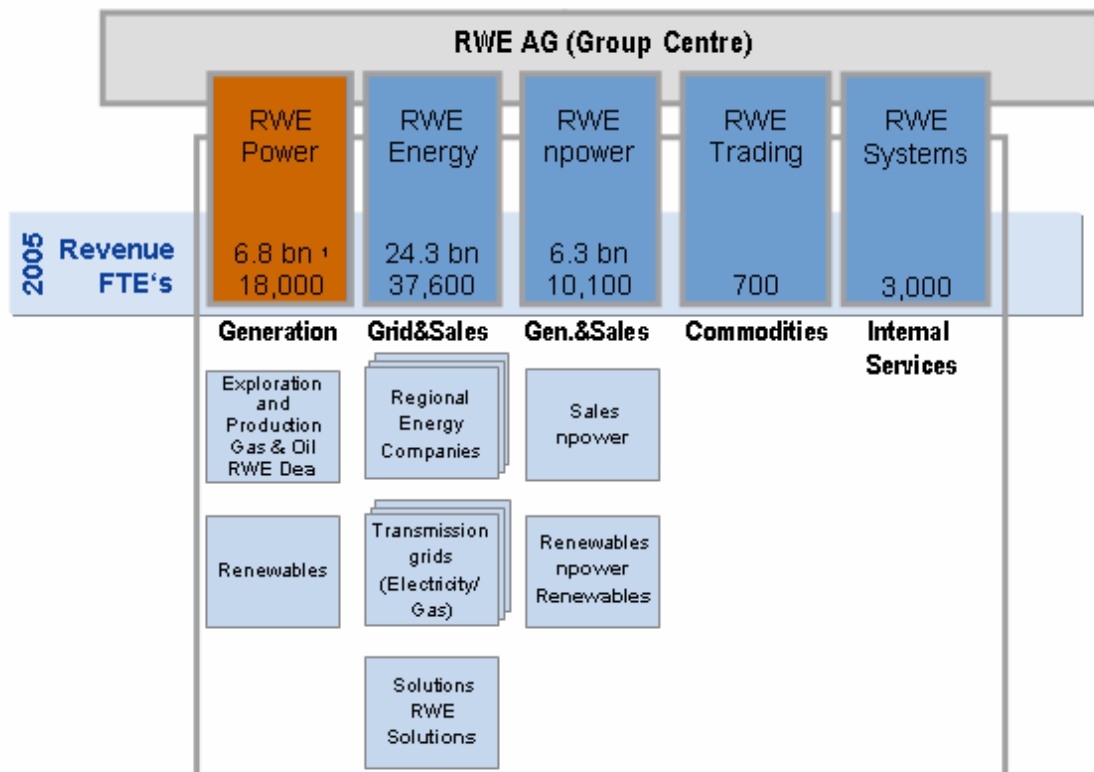 RWE AG (Group Centre)
RWE
Power
RWE
Energy
RWE
npower
RWE
Trading
RWE
Systems
2005
Revenue
FTE's
6.8 bn ¹
18,000
24.3 bn
37,600
6.3 bn
10,100
700
3,000
Generation
Grid&Sales
Gen.&Sales
Commodities
Internal
Services
Exploration
and
Production
Gas & Oil
RWE Dea
Regional
Energy
Companies
Sales
npower
Renewables
Transmission
grids
(Electricity/
Gas)
Renewables
npower
Renewables
Solutions
RWE
Solutions